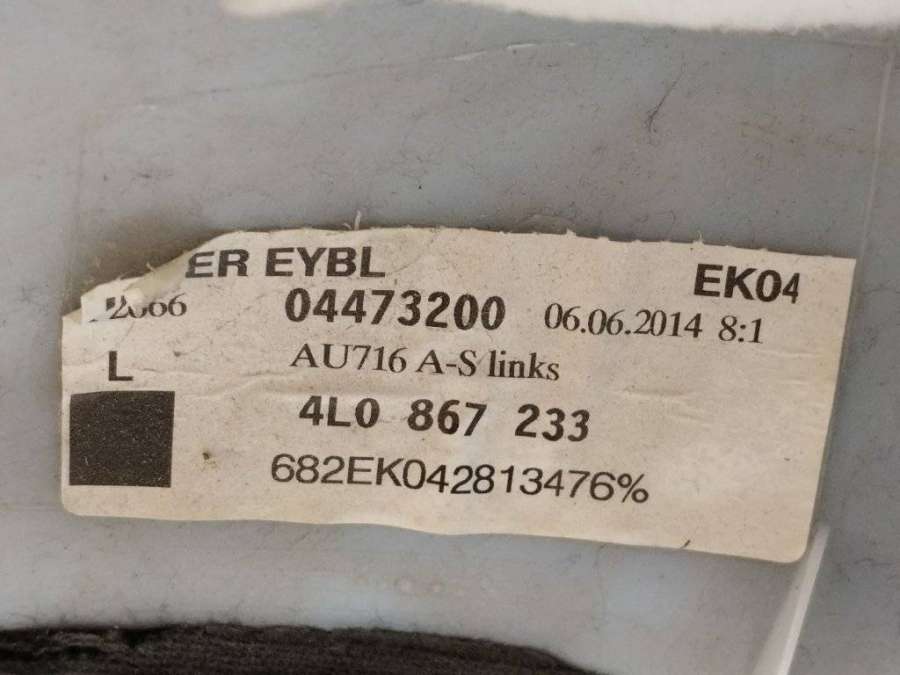 ER EYBL EK04
04473200 06.06.2014 8:1
L AU716 A-S links
4L0 867 233
682EK042813476%